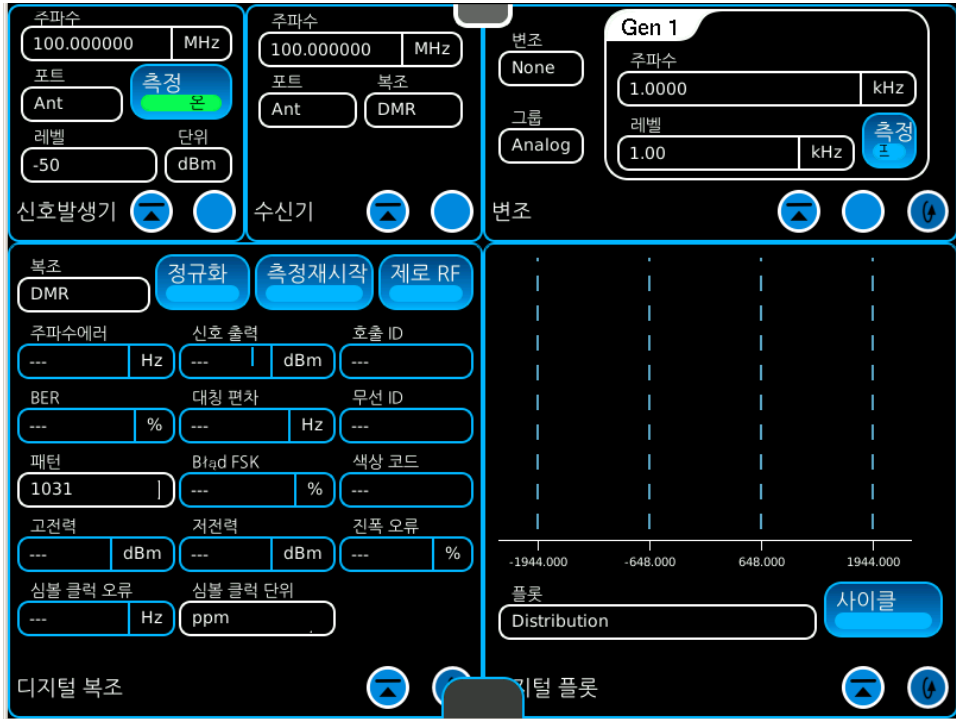 주파수
100.000000 MHz
포트
측정
온
Ant
레벨 단위
-50 dBm
신호발생기
주파수
100.000000 MHz
포트 복조
Ant DMR
수신기
변조
None
그룹
Analog
Gen 1
주파수
1.0000 kHz
레벨
1.00 kHz
측정
변조
복조
DMR
정규화 측정재시작 제로 RF
주파수에러 신호 출력 호출 ID
--- Hz --- dBm ---
BER 대칭 편차 무선 ID
--- % --- Hz ---
패턴 Błąd FSK 색상 코드
1031 --- % ---
고전력 저전력 진폭 오류
--- dBm --- dBm --- %
심볼 클럭 오류 심볼 클럭 단위
--- Hz ppm
디지털 복조
-1944.000 -648.000 648.000 1944.000
플롯
Distribution
사이클
플롯